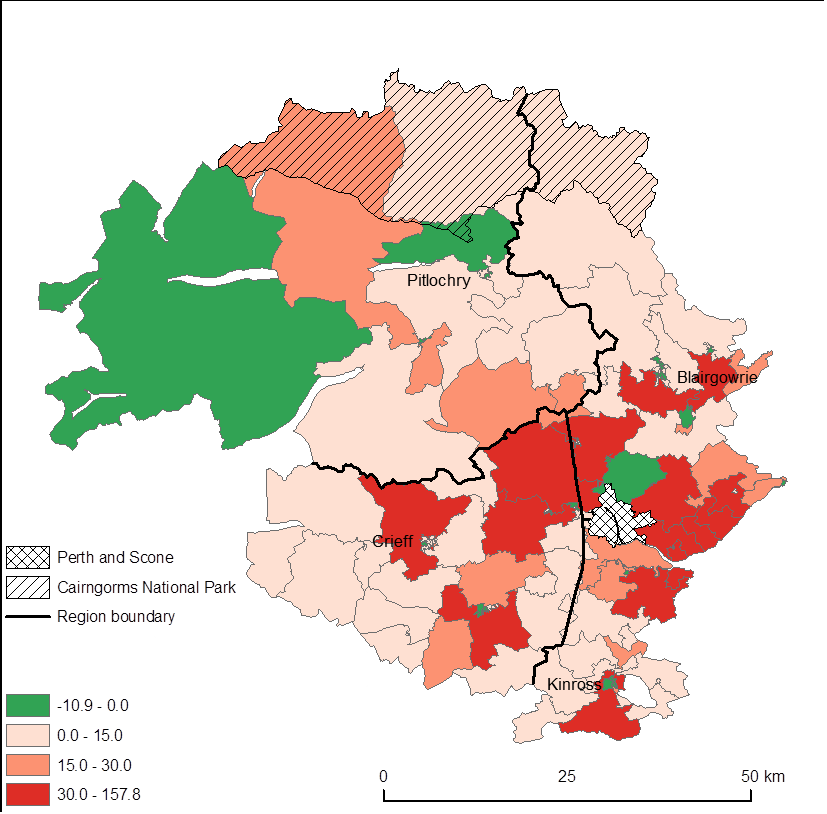 Pitlochry
Blairgowrie
Crieff
Perth and Scone
Cairngorms National Park
Region boundary
Kinross
-10.9 - 0.0
0.0 - 15.0
15.0 - 30.0
30.0 - 157.8
0 25 50 km